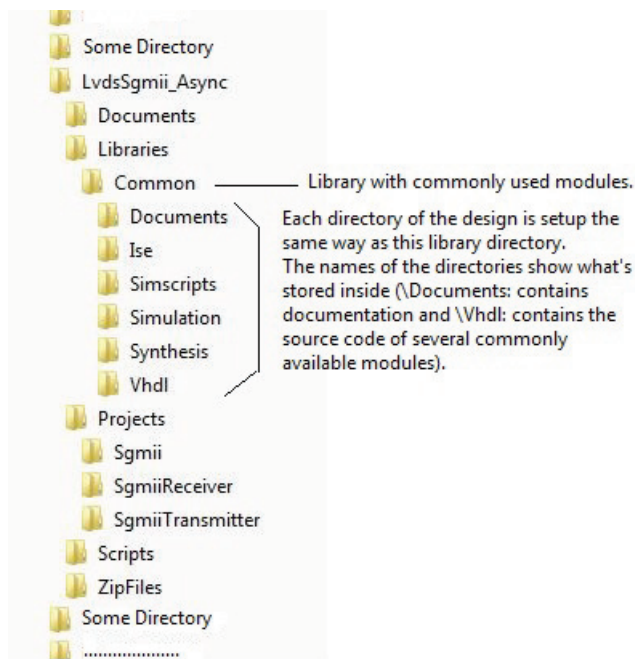 Some Directory
LvdsSgmii_Async
Documents
Libraries
Common
Library with commonly used modules.
Documents
Ise
Simscripts
Simulation
Synthesis
Vhdl
Each directory of the design is setup the
same way as this library directory.
The names of the directories show what's
stored inside (\Documents: contains
documentation and \Vhdl: contains the
source code of several commonly
available modules).
Projects
Sgmii
SgmiiReceiver
SgmiiTransmitter
Scripts
ZipFiles
Some Directory
....................